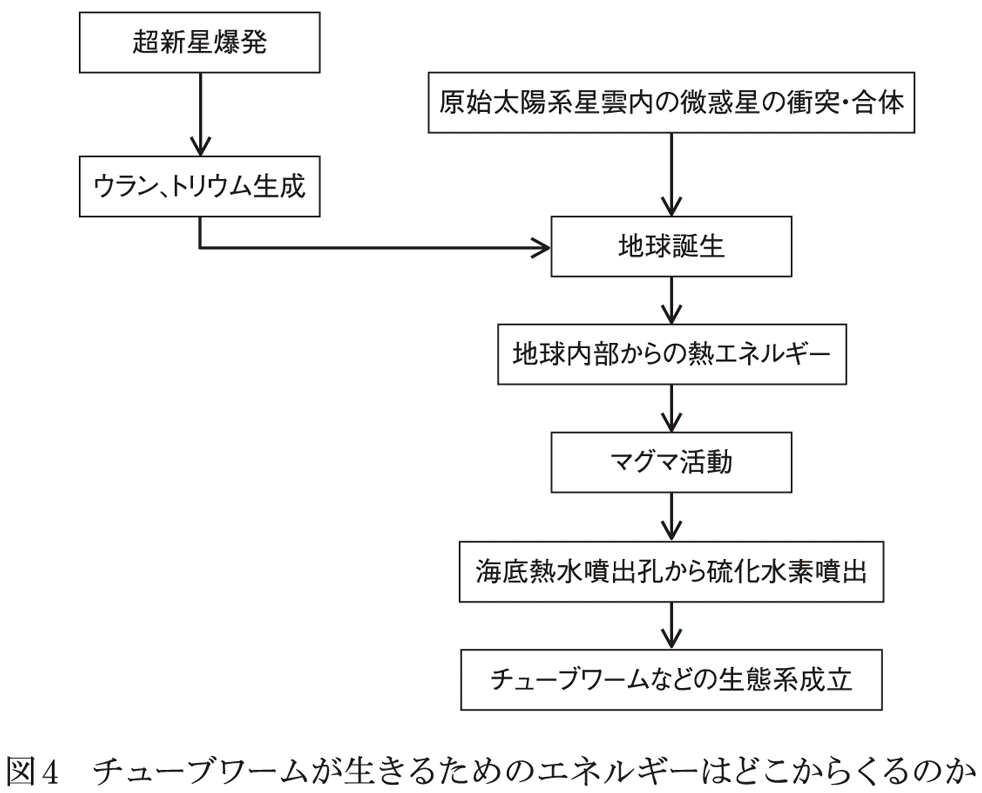 超新星爆発
原始太陽系星雲内の微惑星の衝突・合体
ウラン、トリウム生成
地球誕生
地球内部からの熱エネルギー
マグマ活動
海底熱水噴出孔から硫化水素噴出
チューブワームなどの生態系成立
図4　チューブワームが生きるためのエネルギーはどこからくるのか